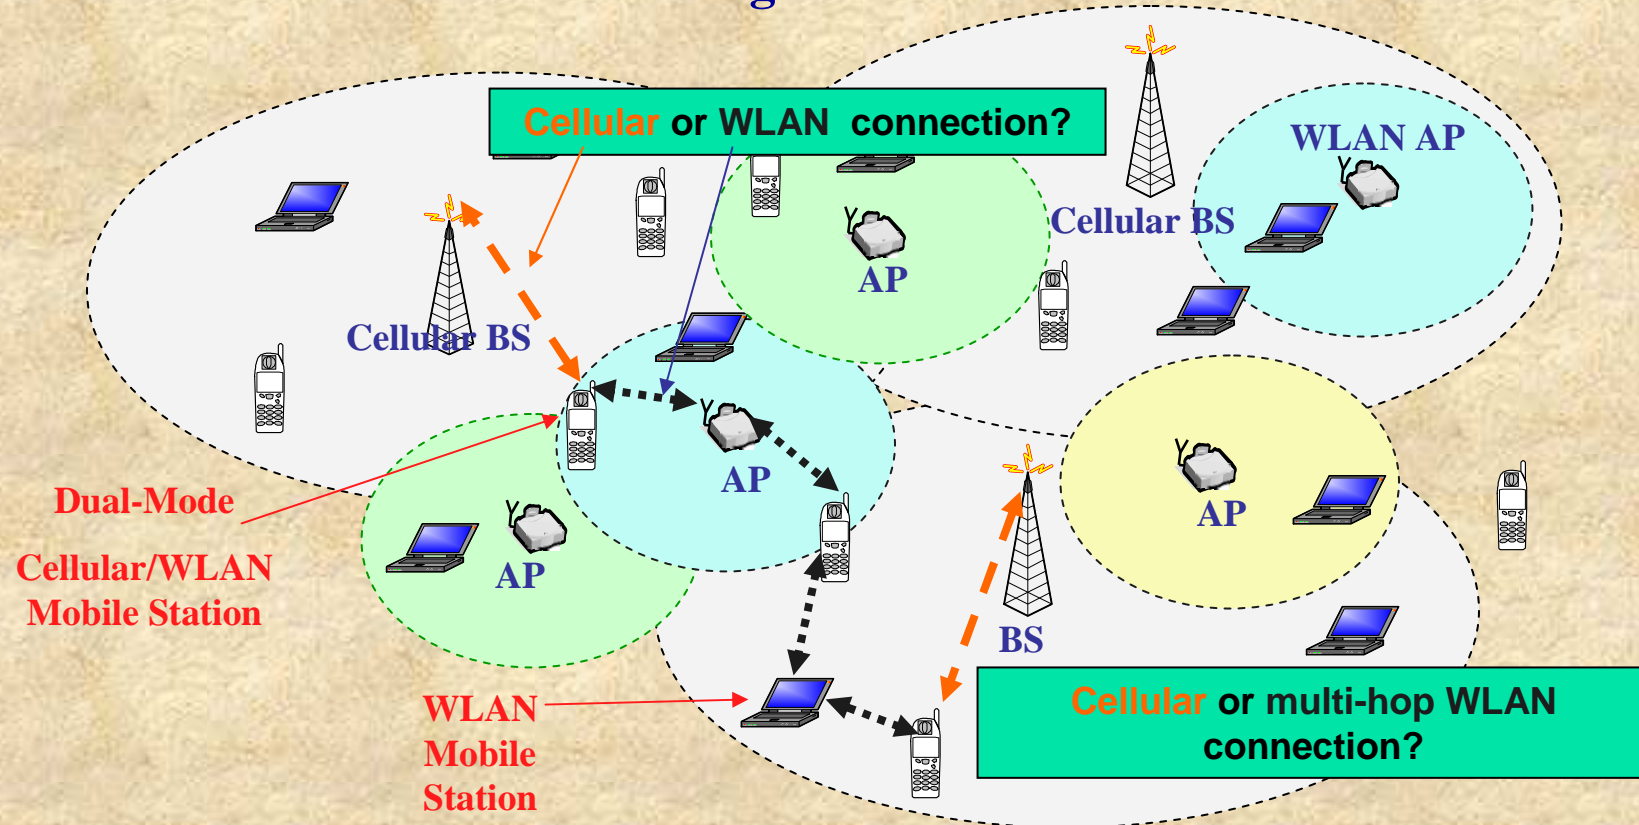 Cellular or WLAN connection?
WLAN AP
Cellular BS
AP
Cellular BS
AP
AP
Dual-Mode
Cellular/WLAN
Mobile Station
AP
BS
WLAN
Mobile
Station
Cellular or multi-hop WLAN
connection?